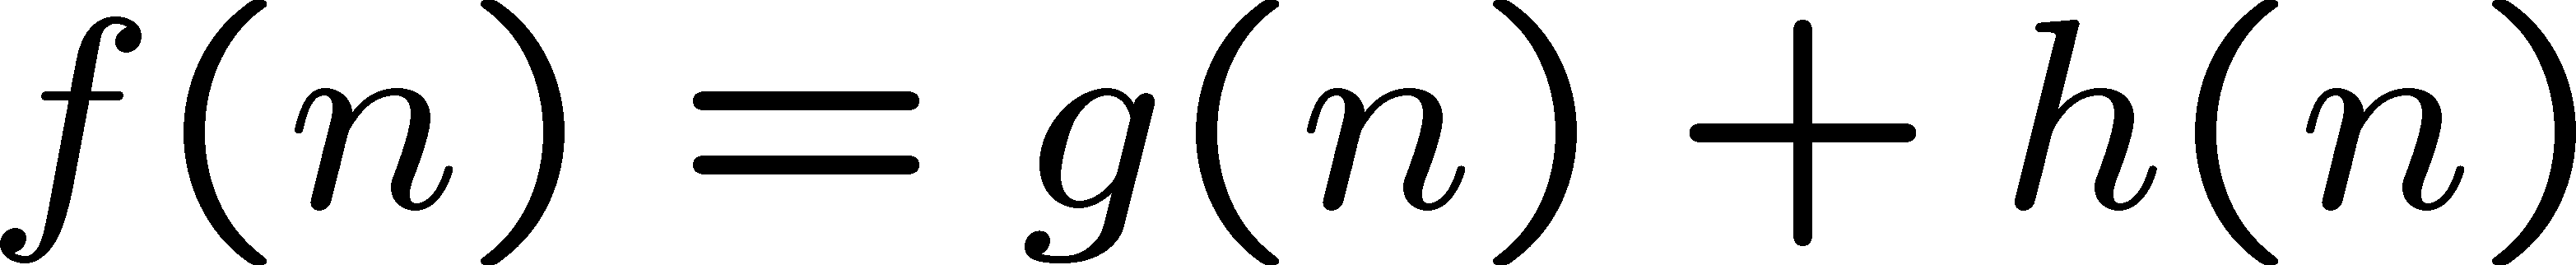 f(n) = g(n) + h(n)